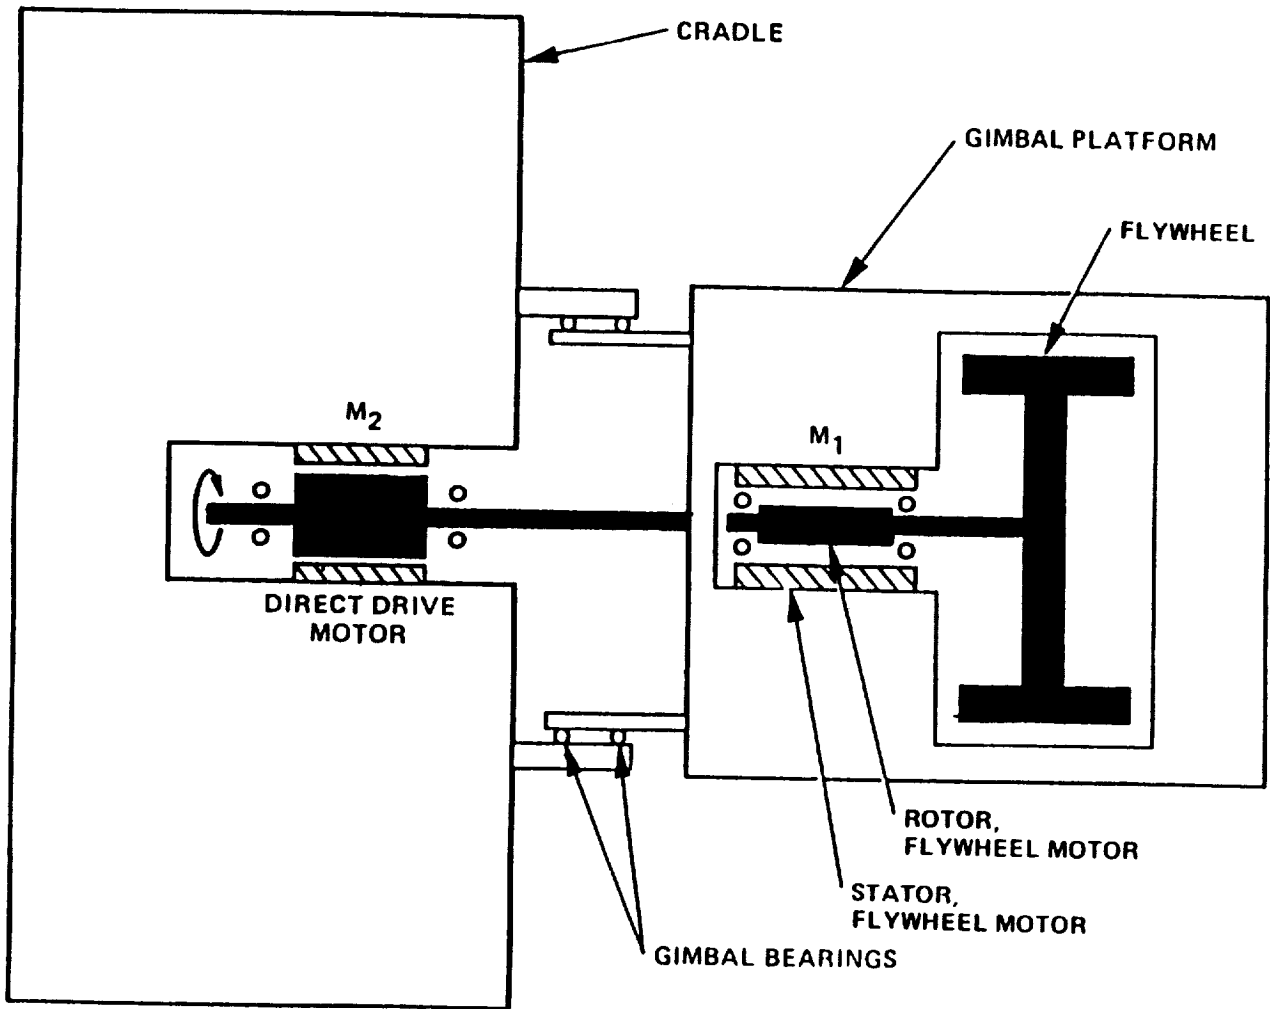 CRADLE
GIMBAL PLATFORM
FLYWHEEL
M2
M1
DIRECT DRIVE
MOTOR
ROTOR,
FLYWHEEL MOTOR
STATOR,
FLYWHEEL MOTOR
GIMBAL BEARINGS